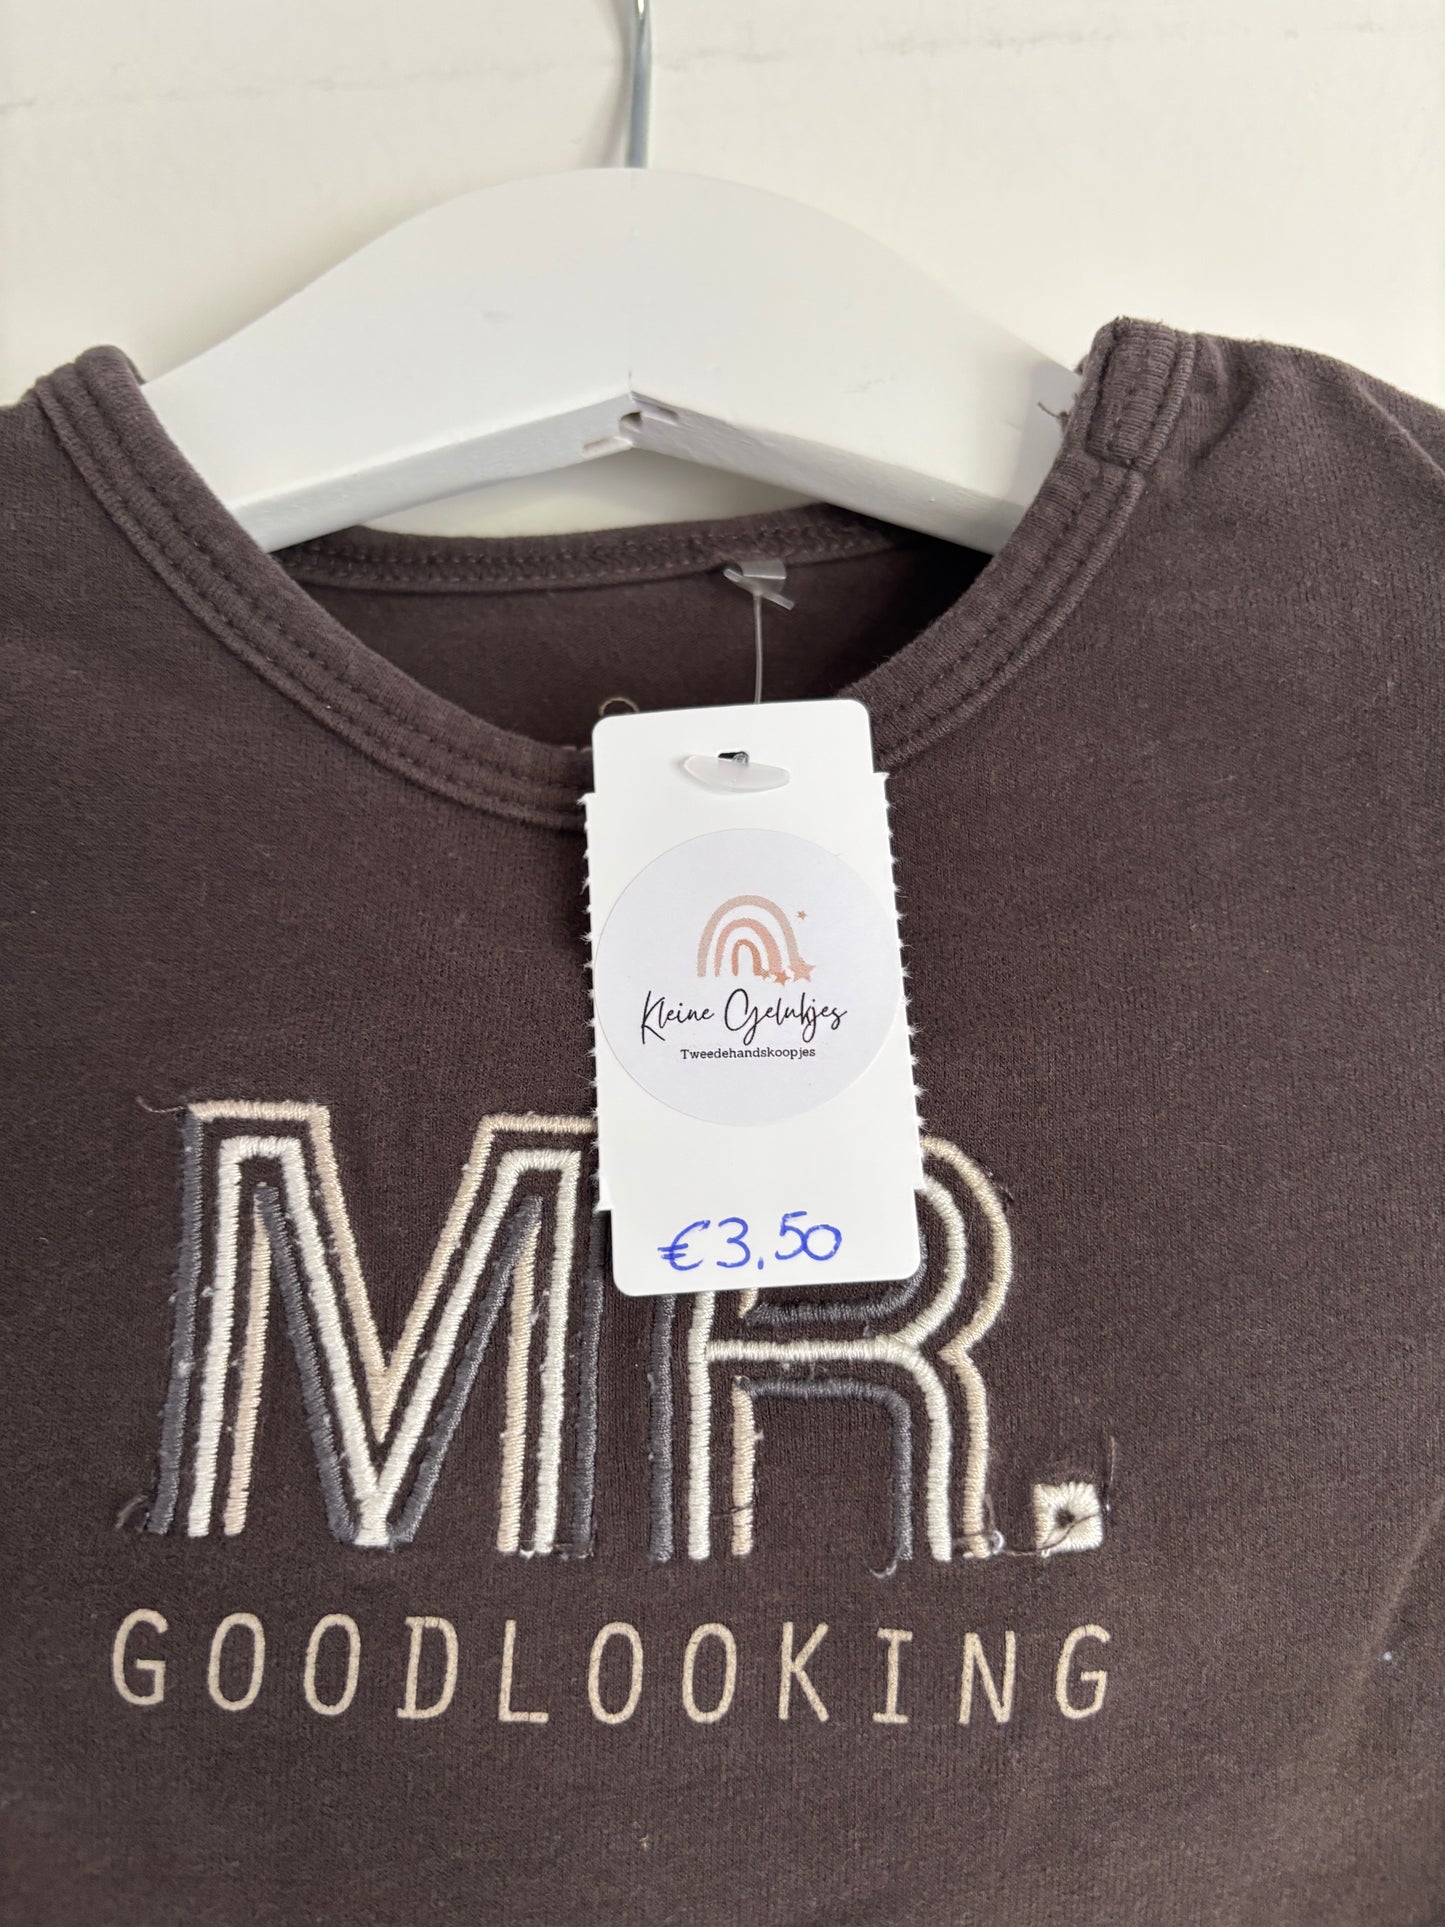 Kleine Gelukjes
Tweedehandskoopjes
€3.50
MR.
GOODLOOKING